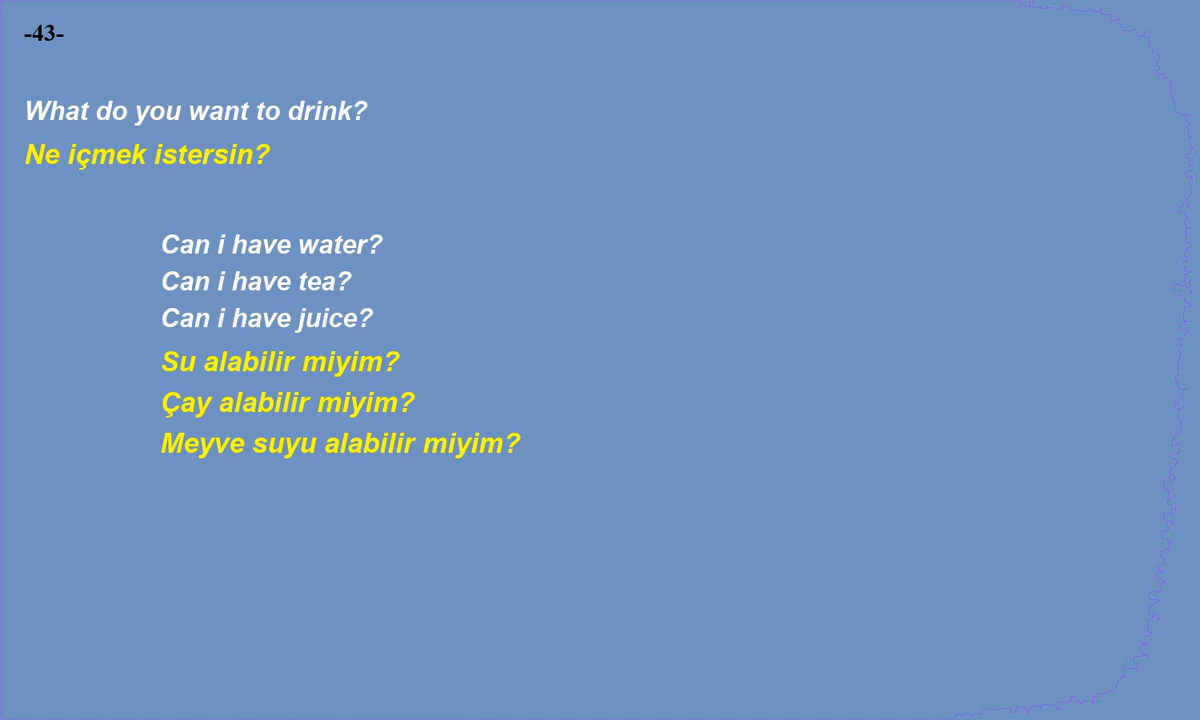 -43-
What do you want to drink?
Ne içmek istersin?
Can i have water?
Can i have tea?
Can i have juice?
Su alabilir miyim?
Çay alabilir miyim?
Meyve suyu alabilir miyim?